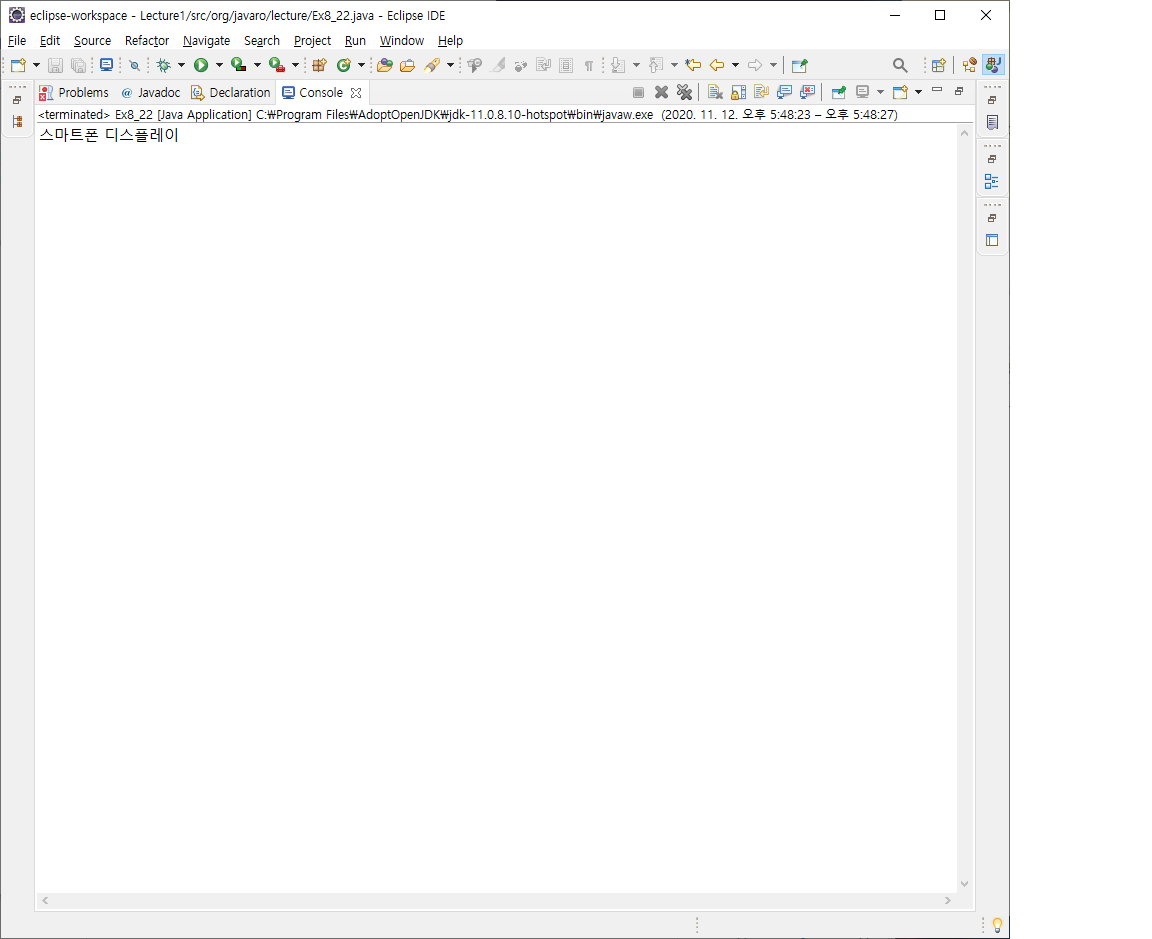 eclipse-workspace - Lecture1/src/org/javaro/lecture/Ex8_22.java - Eclipse IDE
File Edit Source Refactor Navigate Search Project Run Window Help
Problems @ Javadoc Declaration Console
<terminated> Ex8_22 [Java Application] C:₩Program Files₩AdoptOpenJDK₩jdk-11.0.8.10-hotspot₩bin₩javaw.exe (2020. 11. 12. 오후 5:48:23 – 오후 5:48:27)
스마트폰 디스플레이